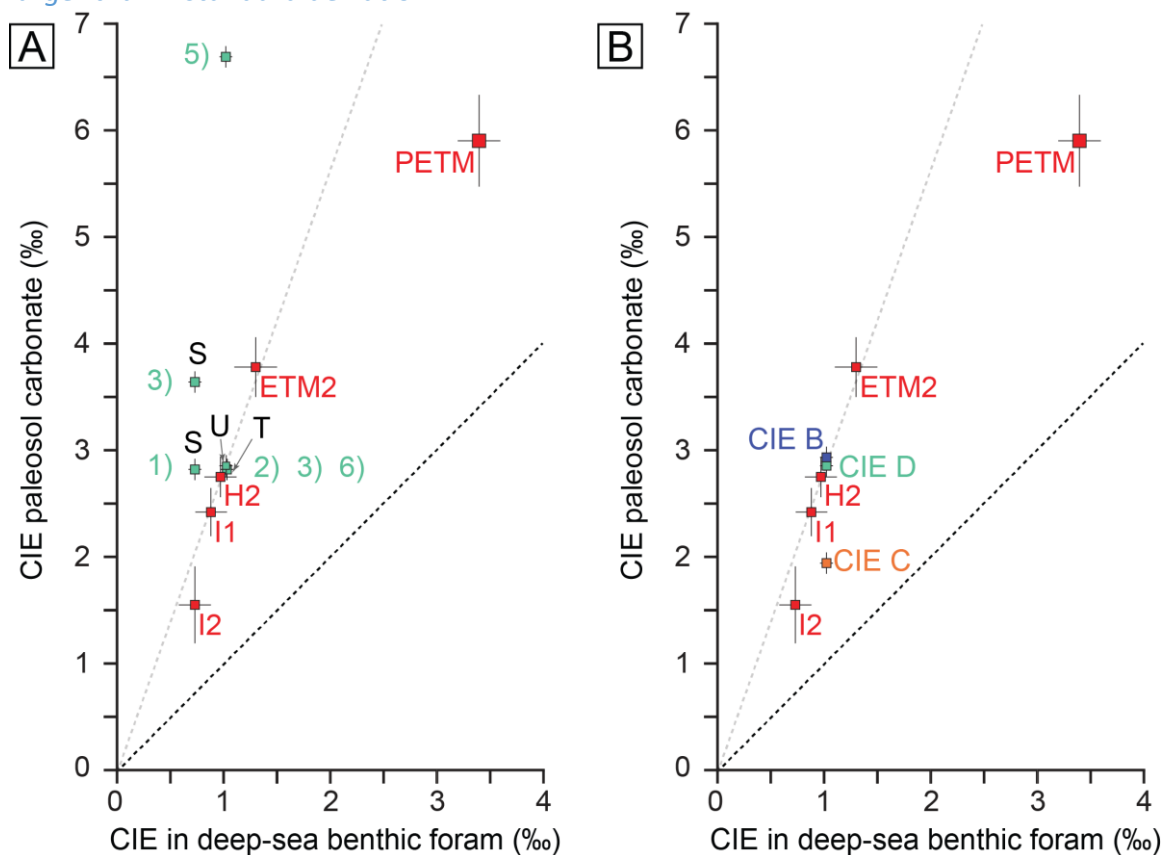 A
7
6
5
4
3
2
1
0
0
1
2
3
4
CIE paleosol carbonate (‰)
CIE in deep-sea benthic foram (‰)
5)
PETM
S
3)
ETM2
U
T
S
1)
2) 3) 6)
H2
I1
I2
B
7
6
5
4
3
2
1
0
0
1
2
3
4
CIE paleosol carbonate (‰)
CIE in deep-sea benthic foram (‰)
PETM
ETM2
CIE B
CIE D
H2
I1
CIE C
I2